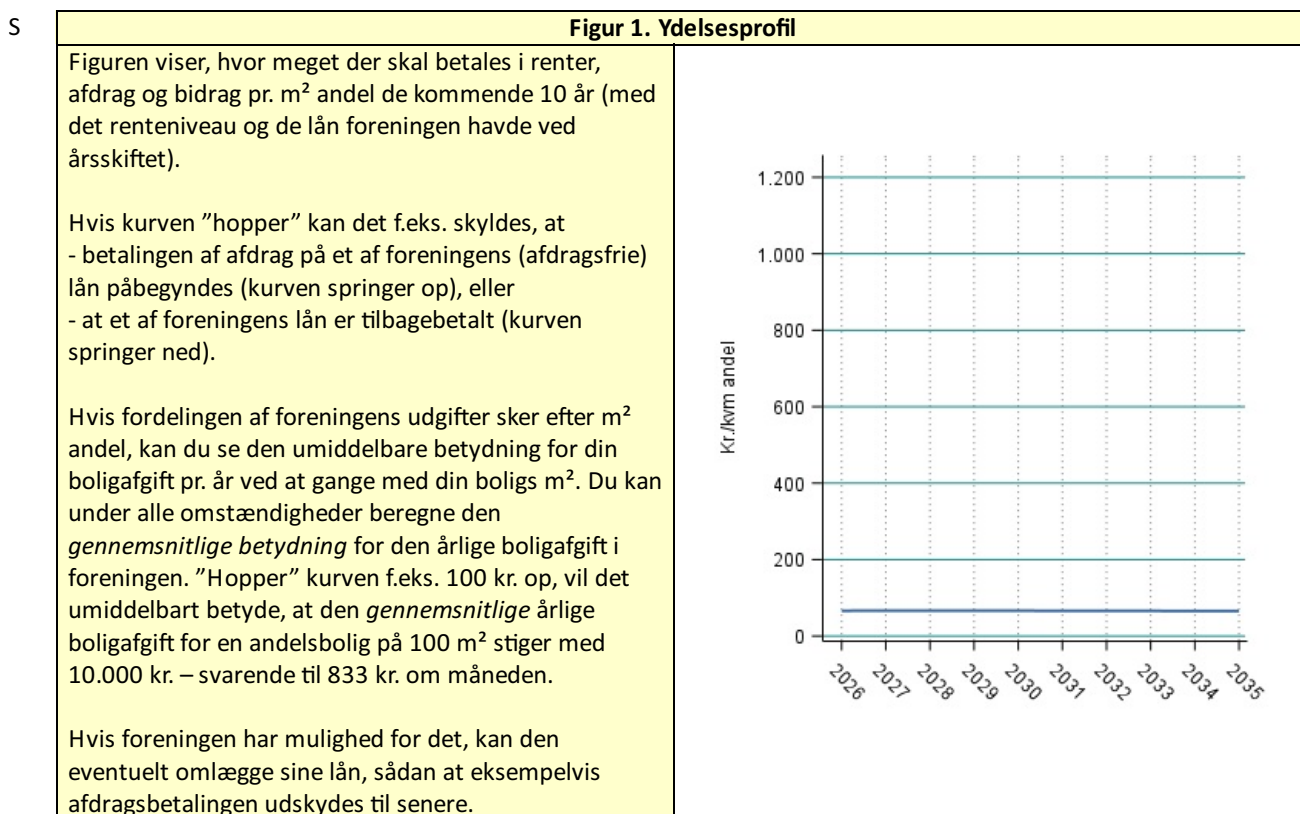 S
Figur 1. Ydelsesprofil
Figuren viser, hvor meget der skal betales i renter,
afdrag og bidrag pr. m² andel de kommende 10 år (med
det renteniveau og de lån foreningen havde ved
årsskiftet).
Hvis kurven ”hopper” kan det f.eks. skyldes, at
- betalingen af afdrag på et af foreningens (afdragsfrie)
lån påbegyndes (kurven springer op), eller
- at et af foreningens lån er tilbagebetalt (kurven
springer ned).
Hvis fordelingen af foreningens udgifter sker efter m²
andel, kan du se den umiddelbare betydning for din
boligafgift pr. år ved at gange med din boligs m². Du kan
under alle omstændigheder beregne den
gennemsnitlige betydning for den årlige boligafgift i
foreningen. ”Hopper” kurven f.eks. 100 kr. op, vil det
umiddelbart betyde, at den gennemsnitlige årlige
boligafgift for en andelsbolig på 100 m² stiger med
10.000 kr. – svarende til 833 kr. om måneden.
Hvis foreningen har mulighed for det, kan den
eventuelt omlægge sine lån, sådan at eksempelvis
afdragsbetalingen udskydes til senere.
Kr./kvm andel
1.200
1.000
800
600
400
200
0
2026
2027
2028
2029
2030
2031
2032
2033
2034
2035